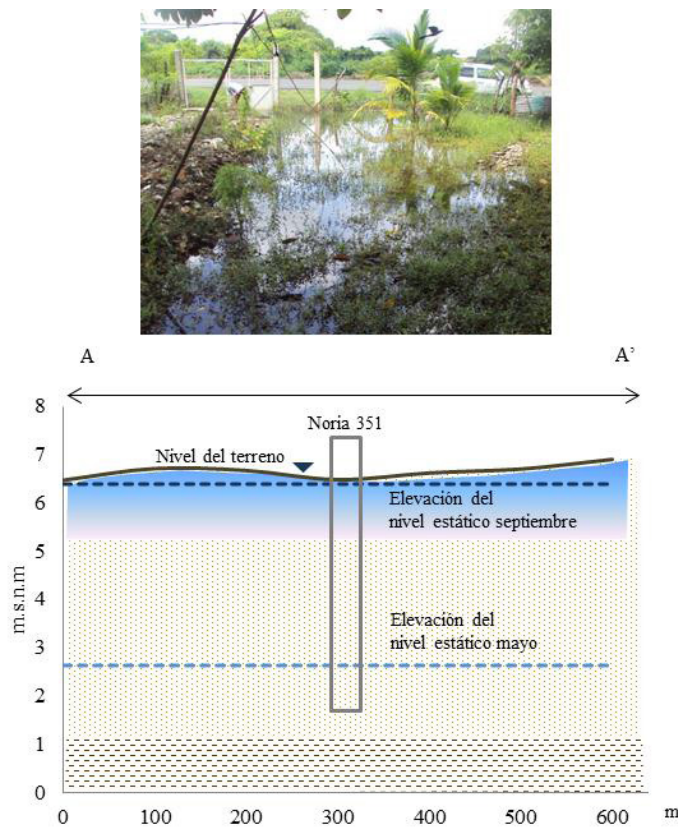 A
A’
8
Noria 351
7
Nivel del terreno
6
Elevación del
nivel estático septiembre
5
m.s.n.m
4
Elevación del
nivel estático mayo
3
2
1
0
0 100 200 300 400 500 600 m